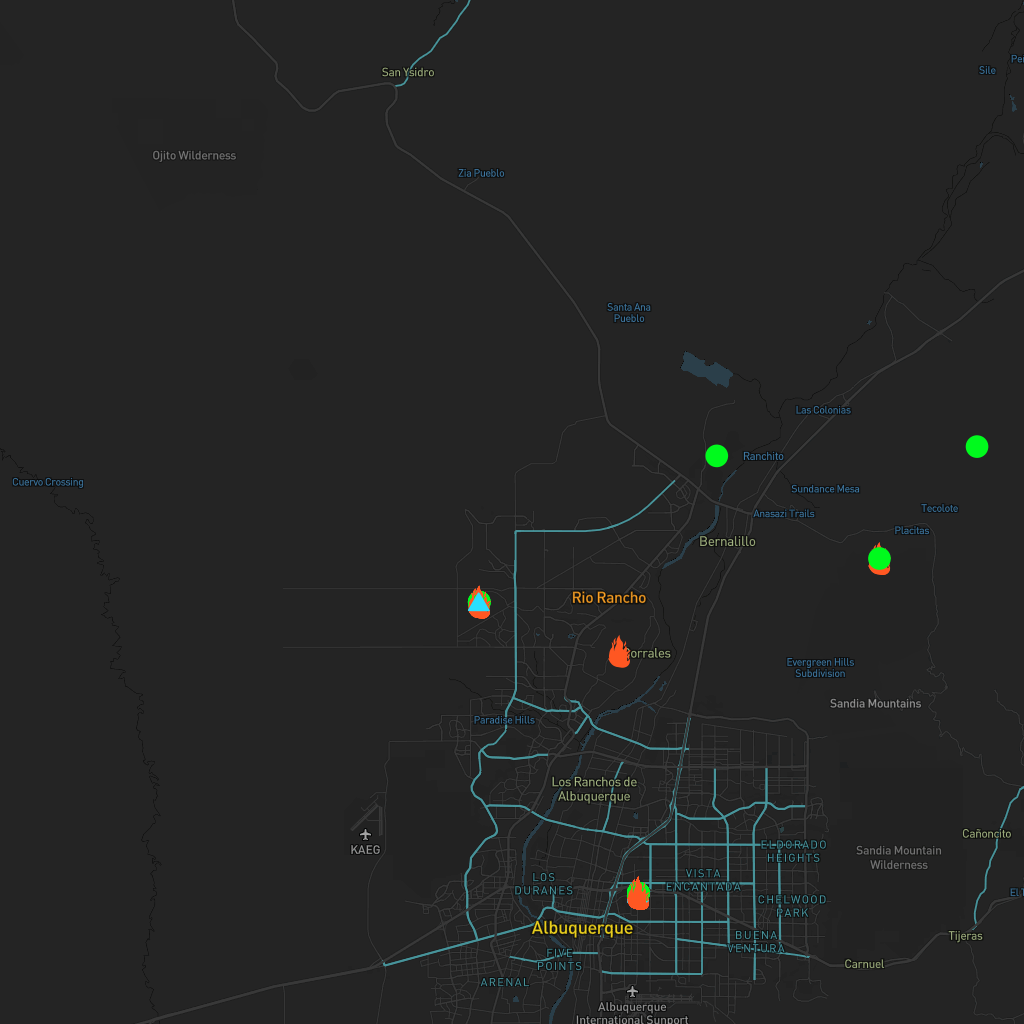 San Ysidro
Sile
Ojito Wilderness
Zia Pueblo
Santa Ana
Pueblo
Las Colonias
Ranchito
Cuervo Crossing
Sundance Mesa
Tecolote
Anasazi Trails
Placitas
Bernalillo
Rio Rancho
Corrales
Evergreen Hills
Subdivision
Sandia Mountains
Paradise Hills
Los Ranchos de
Albuquerque
KAEG
Cañoncito
ELDORADO
HEIGHTS
Sandia Mountain
Wilderness
VISTA
ENCANTADA
LOS
DURANES
CHELWOOD
PARK
Albuquerque
BUENA
VENTURA
Tijeras
FIVE
POINTS
Carnuel
ARENAL
Albuquerque
International Sunport